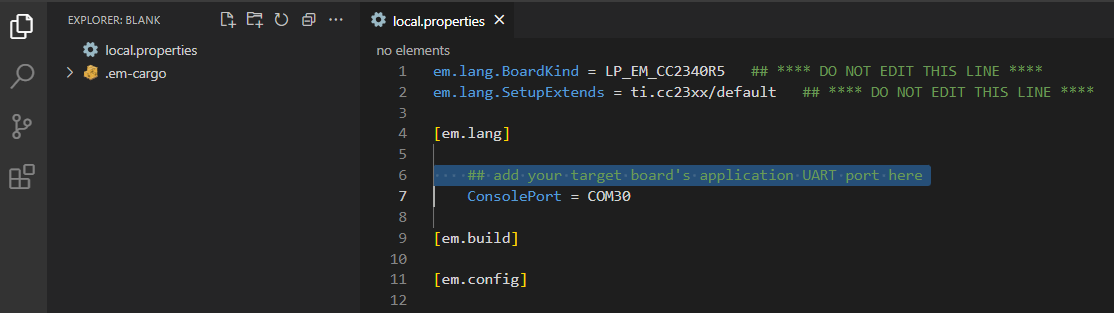 EXPLORER: BLANK
local.properties
.em-cargo
local.properties
no elements
1 em.lang.BoardKind = LP_EM_CC2340R5 ## **** DO NOT EDIT THIS LINE ****
2 em.lang.SetupExtends = ti.cc23xx/default ## **** DO NOT EDIT THIS LINE ****
3
4 [em.lang]
5
6 ## add your target board's application UART port here
7 ConsolePort = COM30
8
9 [em.build]
10
11 [em.config]
12